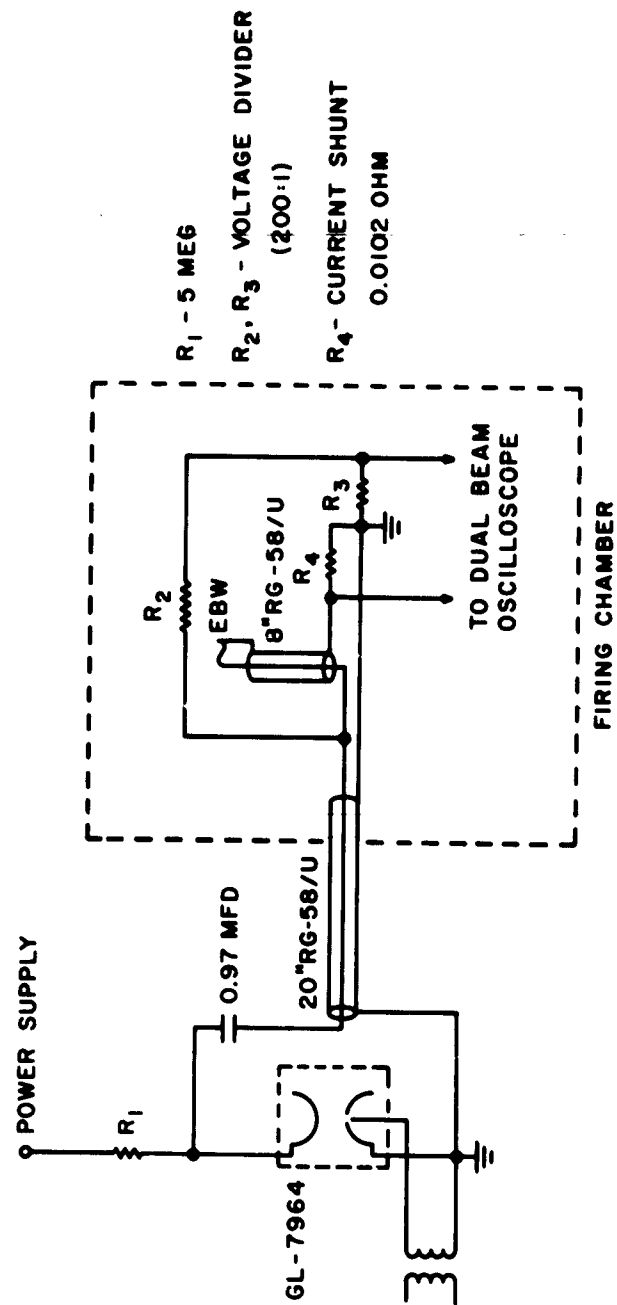 POWER SUPPLY
R1
0.97 MFD
GL-7964
20"RG-58/U
R2
EBW
8"RG-58/U
R4
R3
TO DUAL BEAM
OSCILLOSCOPE
FIRING CHAMBER
R1 - 5 MEG
R2, R3 - VOLTAGE DIVIDER
(200:1)
R4 - CURRENT SHUNT
0.0102 OHM